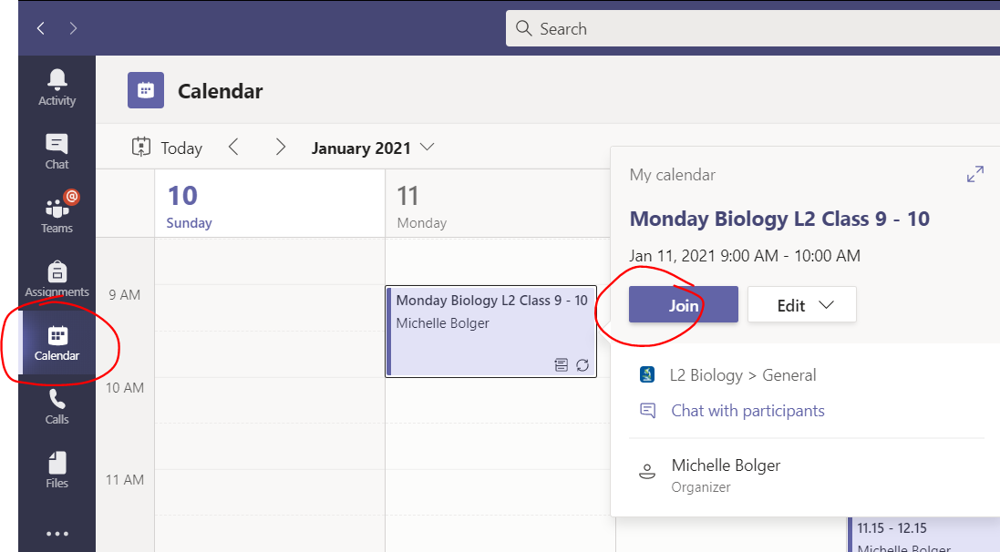 Search
Activity
Chat
@
Teams
Assignments
Calendar
Calls
Files
Calendar
Today
January 2021
10
Sunday
11
Monday
9 AM
10 AM
11 AM
Monday Biology L2 Class 9 - 10
Michelle Bolger
My calendar
Monday Biology L2 Class 9 - 10
Jan 11, 2021 9:00 AM - 10:00 AM
Join
Edit
L2 Biology > General
Chat with participants
Michelle Bolger
Organizer
11.15 - 12.15
Michelle Bolger